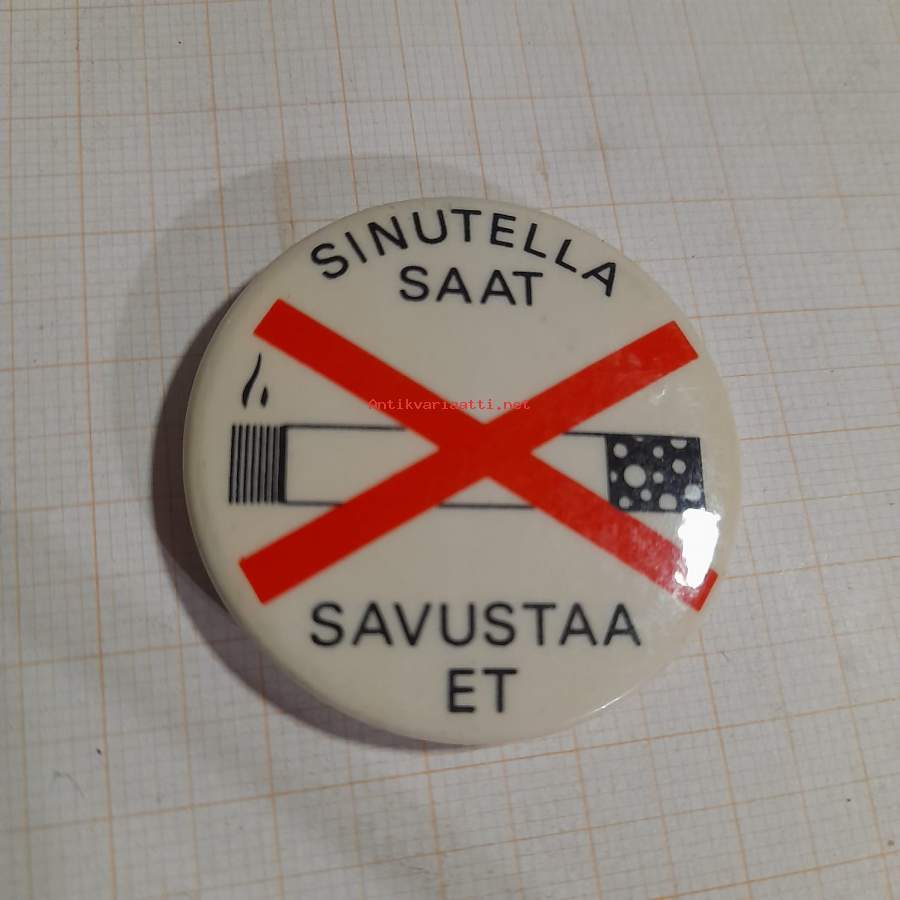 SINUTELLA
SAAT
Antikvariaatti.net
SAVUSTAA
ET